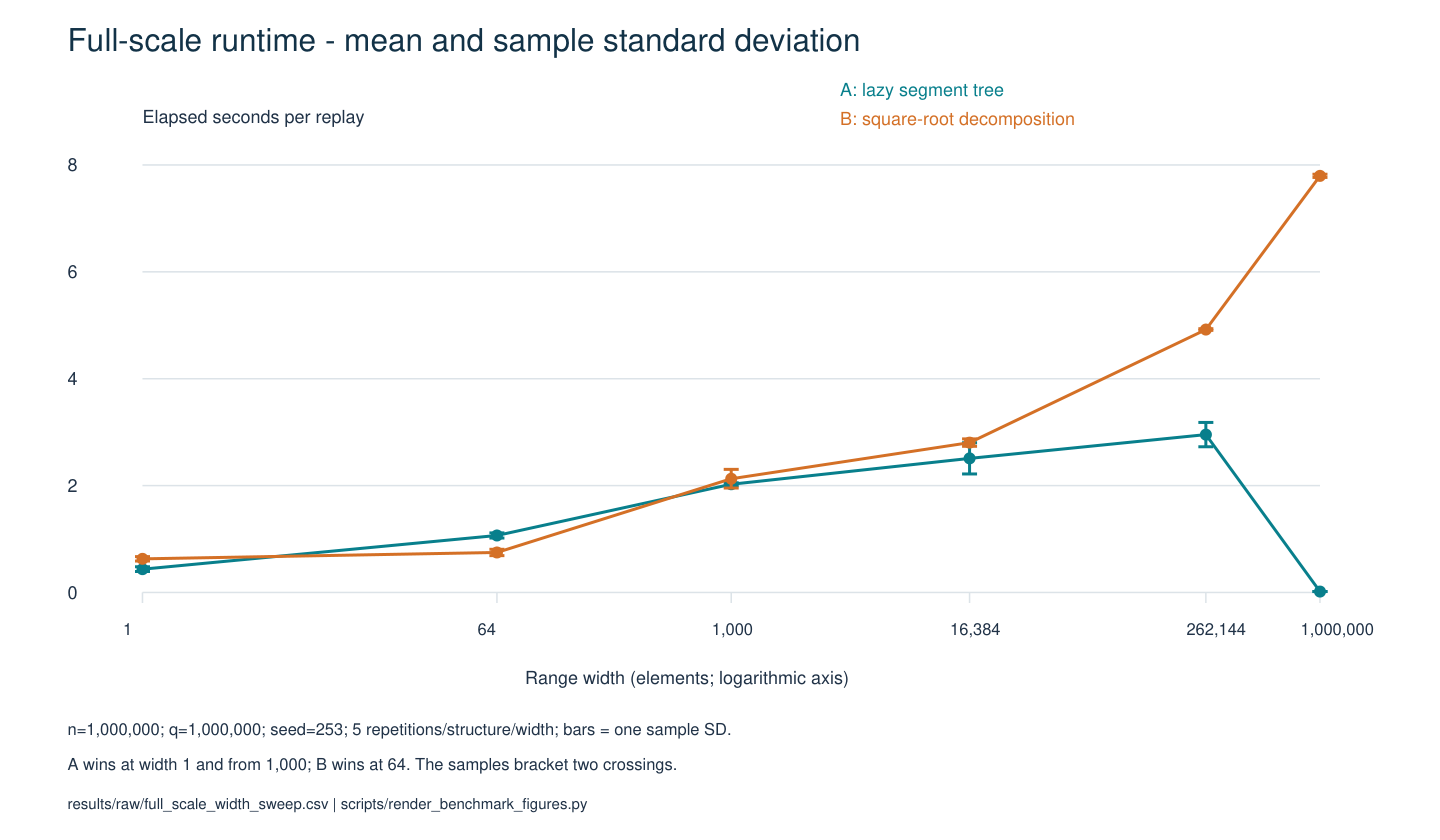 Full-scale runtime - mean and sample standard deviation
A: lazy segment tree
Elapsed seconds per replay
B: square-root decomposition
8
6
4
2
0
1 64 1,000 16,384 262,144 1,000,000
Range width (elements; logarithmic axis)
n=1,000,000; q=1,000,000; seed=253; 5 repetitions/structure/width; bars = one sample SD.
A wins at width 1 and from 1,000; B wins at 64. The samples bracket two crossings.
results/raw/full_scale_width_sweep.csv | scripts/render_benchmark_figures.py